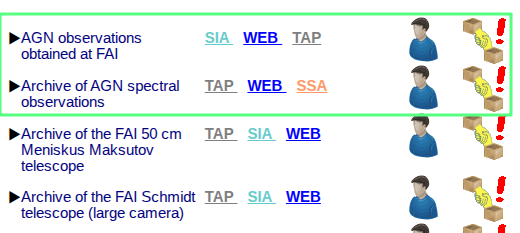 ▶AGN observations obtained at FAI SIA WEB TAP
▶Archive of AGN spectral observations TAP WEB SSA
▶Archive of the FAI 50 cm Meniskus Maksutov telescope TAP SIA WEB
▶Archive of the FAI Schmidt telescope (large camera) TAP SIA WEB